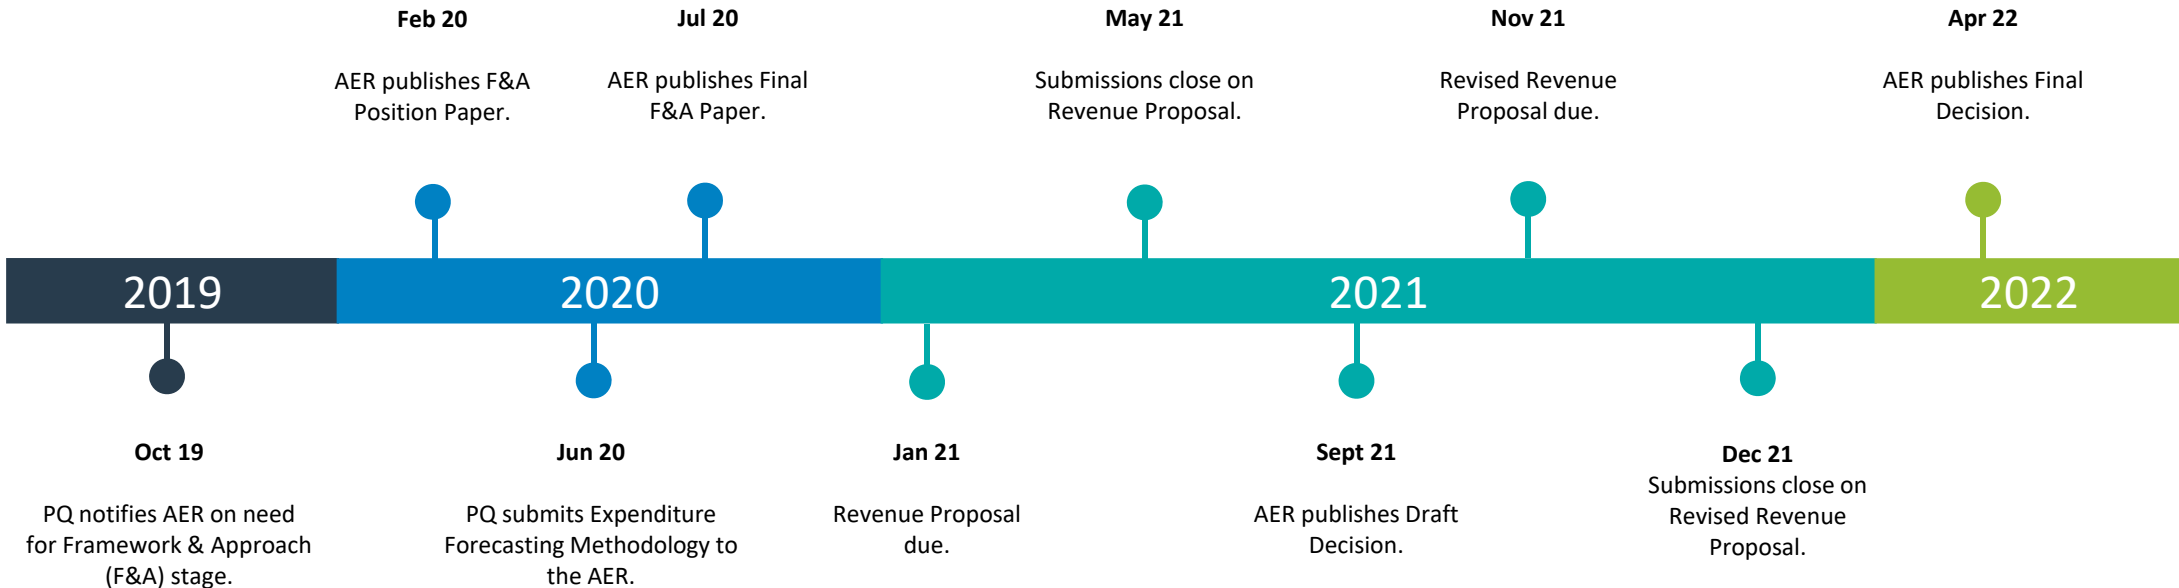 Feb 20
AER publishes F&A
Position Paper.
Jul 20
AER publishes Final
F&A Paper.
May 21
Submissions close on
Revenue Proposal.
Nov 21
Revised Revenue
Proposal due.
Apr 22
AER publishes Final
Decision.
2019
2020
2021
2022
Oct 19
PQ notifies AER on need
for Framework & Approach
(F&A) stage.
Jun 20
PQ submits Expenditure
Forecasting Methodology to
the AER.
Jan 21
Revenue Proposal
due.
Sept 21
AER publishes Draft
Decision.
Dec 21
Submissions close on
Revised Revenue
Proposal.